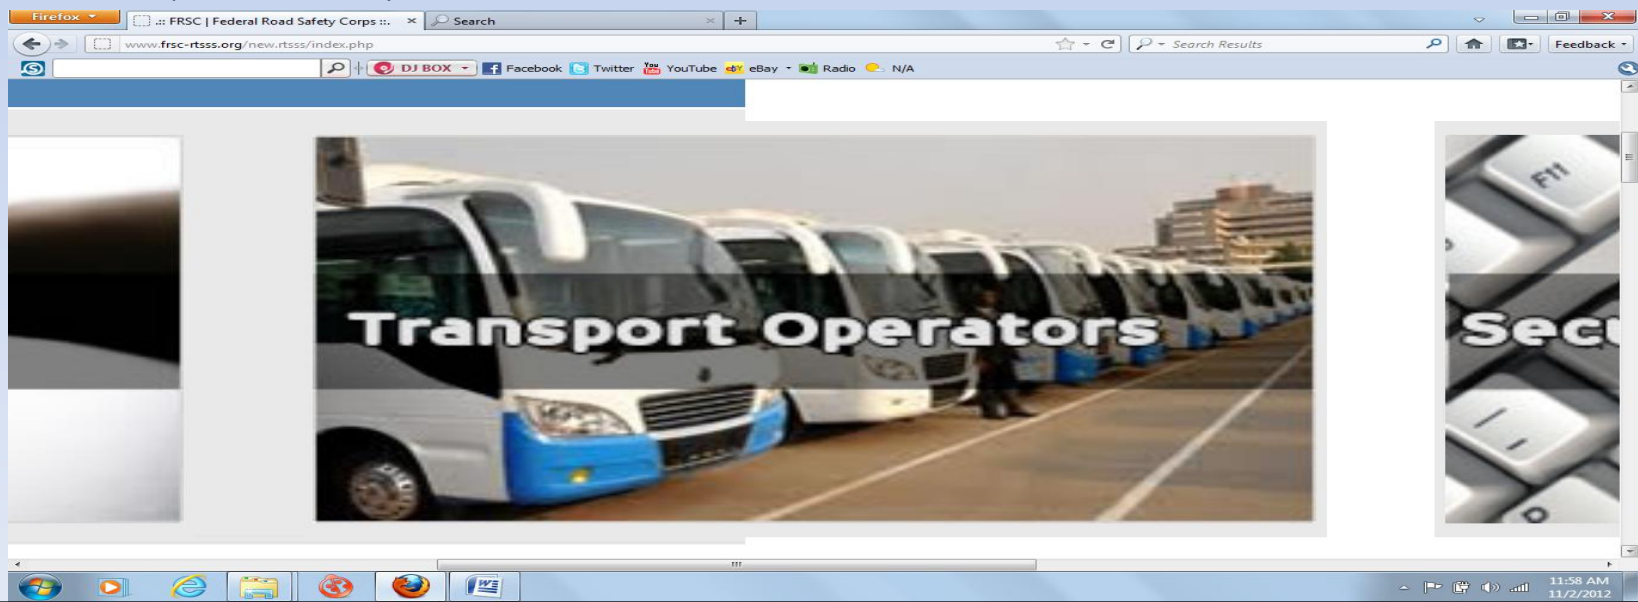 Firefox
.:: FRSC | Federal Road Safety Corps ::.
Search
www.frsc-rtsss.org/new.rtsss/index.php
Search Results
Feedback
DJ BOX
Facebook
Twitter
YouTube
eBay
Radio
N/A
Transport Operators
F11
D
11:58 AM
11/2/2012